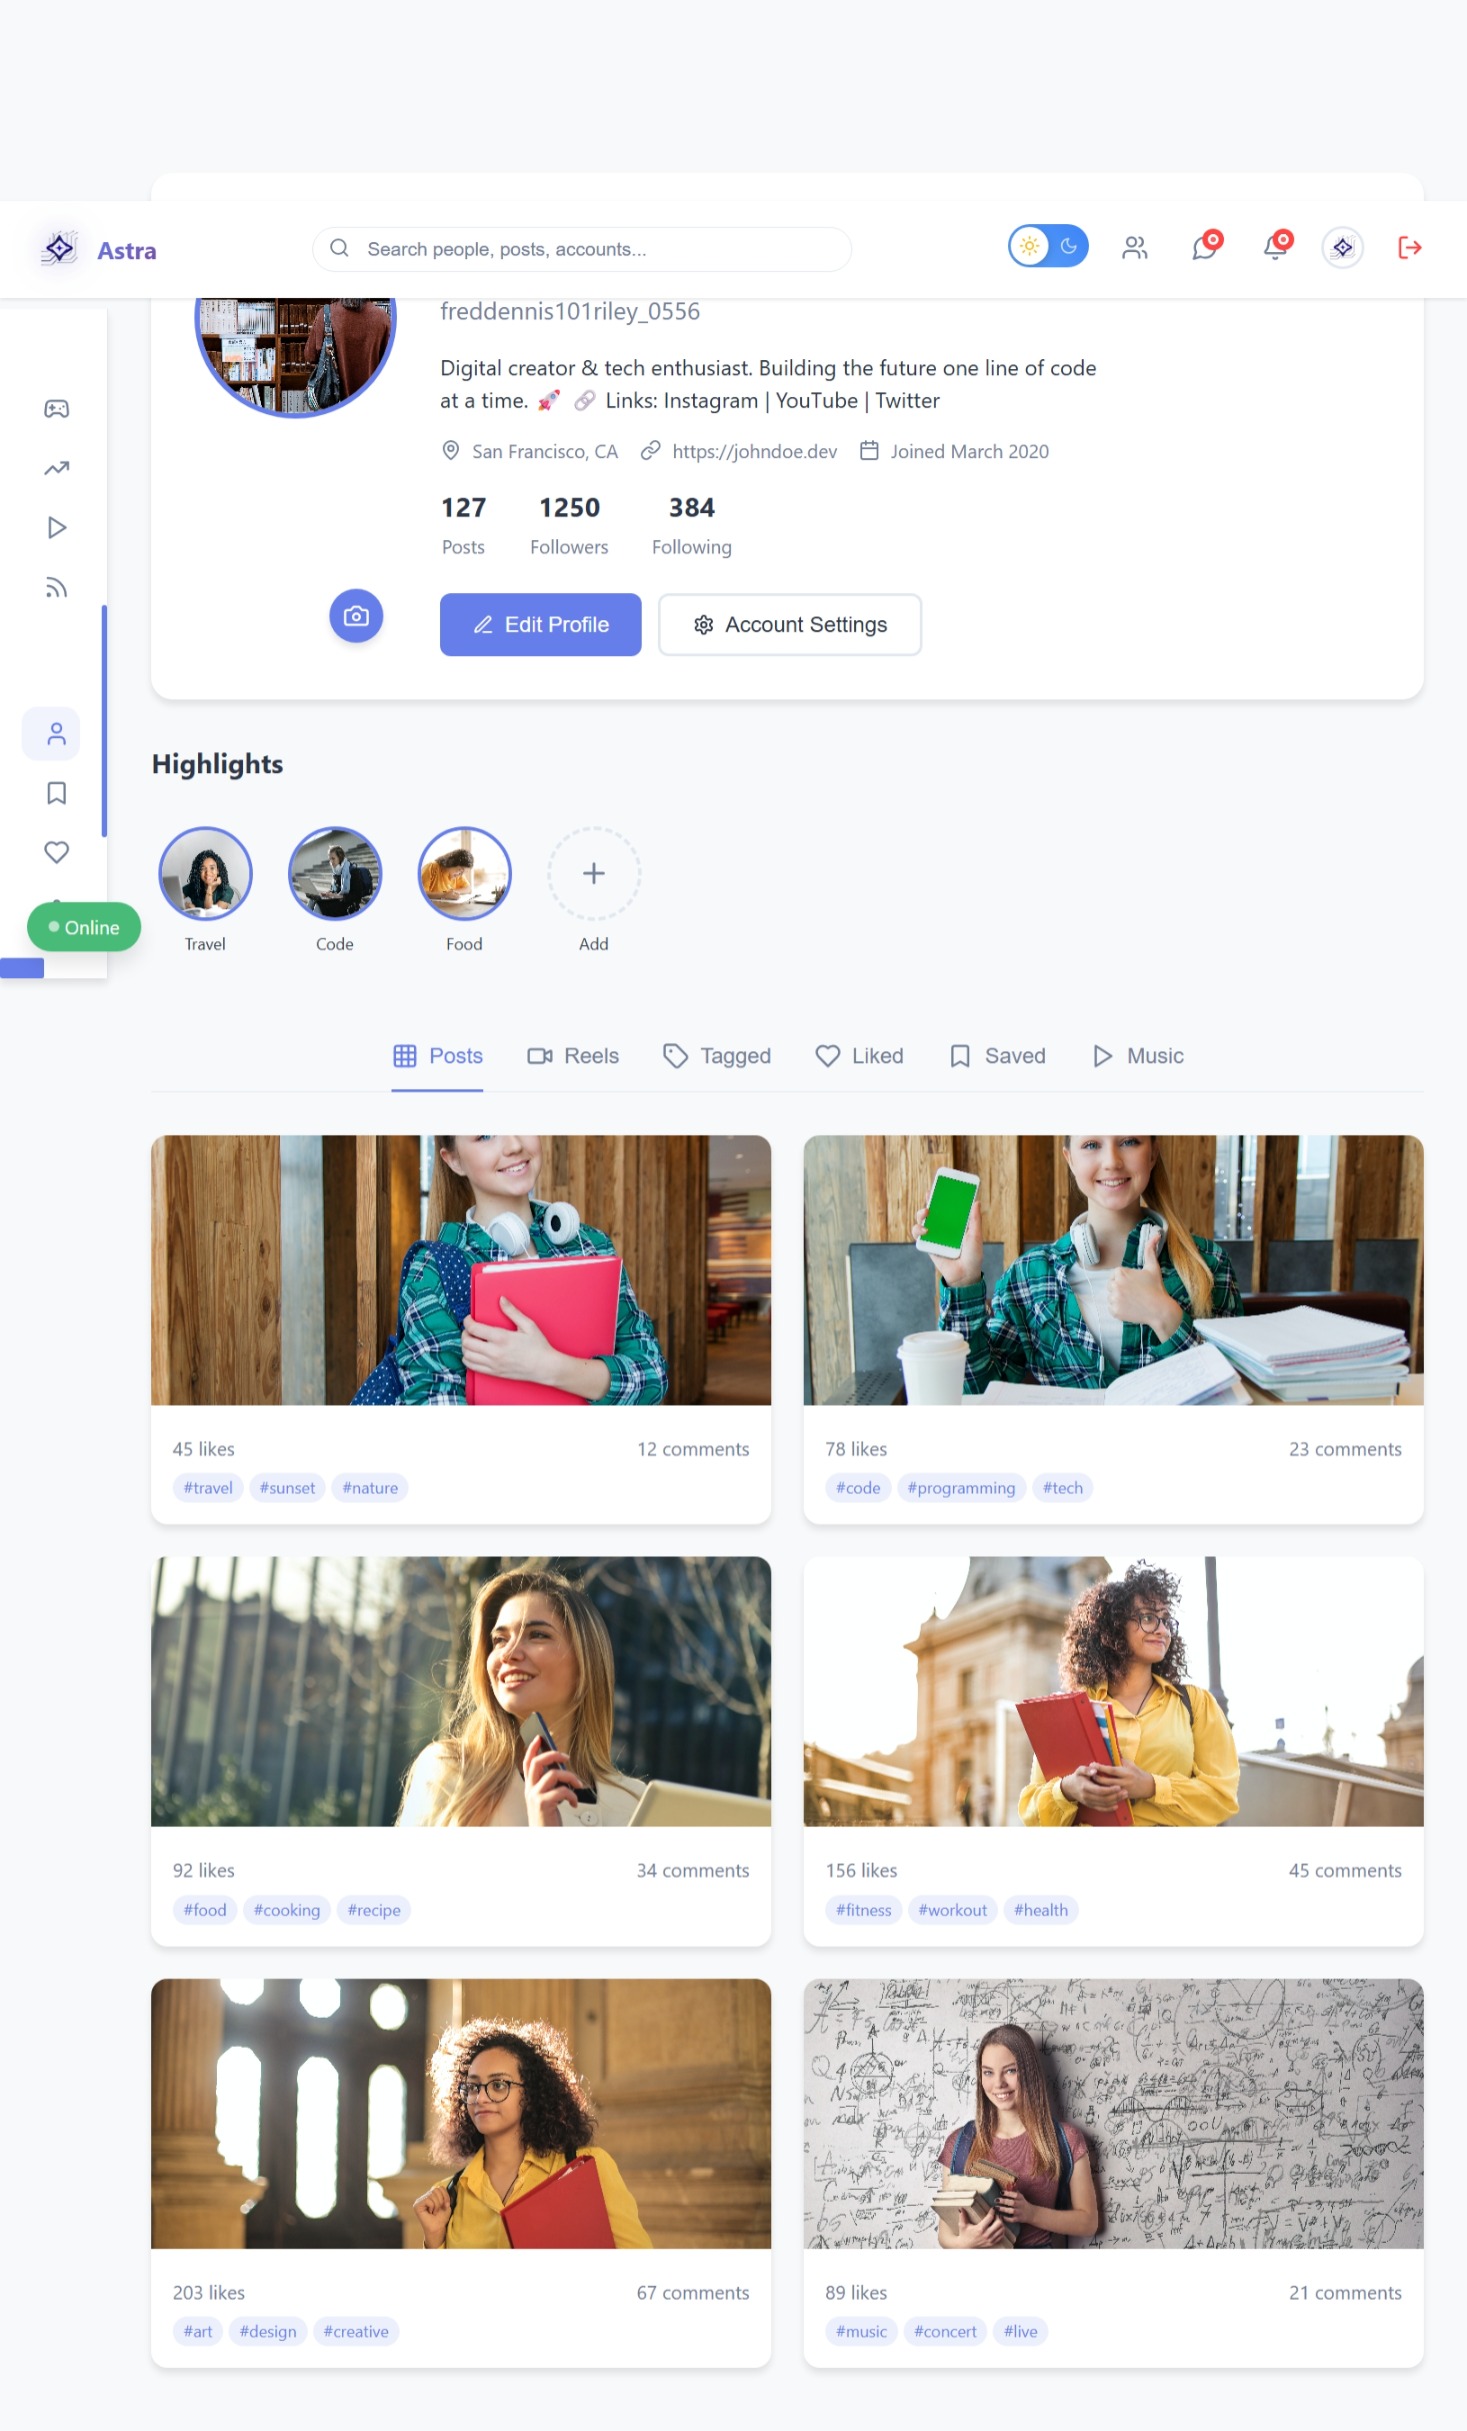 Astra
Search people, posts, accounts...
freddennis101riley_0556
Digital creator & tech enthusiast. Building the future one line of code
at a time. 🚀 🔗 Links: Instagram | YouTube | Twitter
San Francisco, CA https://johndoe.dev Joined March 2020
127 1250 384
Posts Followers Following
Edit Profile Account Settings
Highlights
Online
Travel Code Food Add
Posts Reels Tagged Liked Saved Music
45 likes 12 comments
#travel #sunset #nature
78 likes 23 comments
#code #programming #tech
92 likes 34 comments
#food #cooking #recipe
156 likes 45 comments
#fitness #workout #health
203 likes 67 comments
#art #design #creative
89 likes 21 comments
#music #concert #live